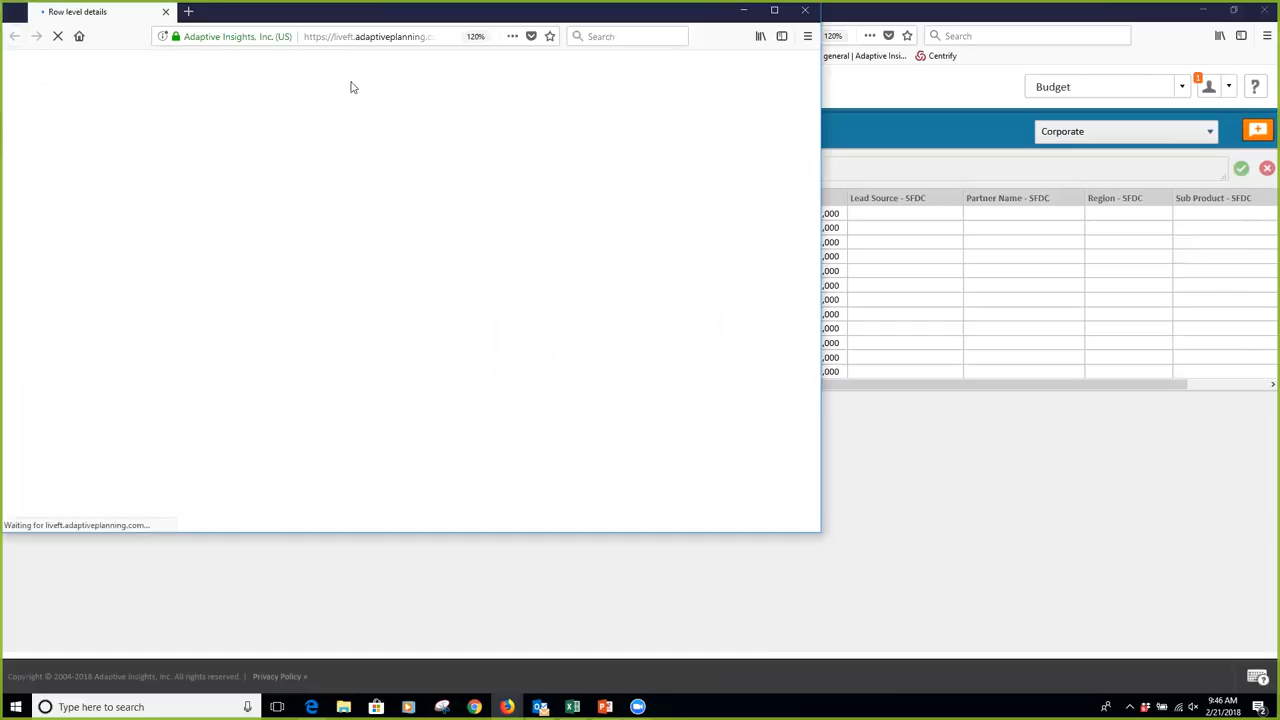 Row level details
Adaptive Insights, Inc. (US)
https://liveft.adaptiveplanning.c
120%
Search
120%
Search
general | Adaptive Insi...
Centrify
Budget
1
?
Corporate
Lead Source - SFDC
Partner Name - SFDC
Region - SFDC
Sub Product - SFDC
,000
,000
,000
,000
,000
,000
,000
,000
,000
,000
,000
,000
Waiting for liveft.adaptiveplanning.com...
Copyright © 2004-2018 Adaptive Insights, Inc. All rights reserved. |
Privacy Policy »
Type here to search
9:46 AM
2/21/2018
2